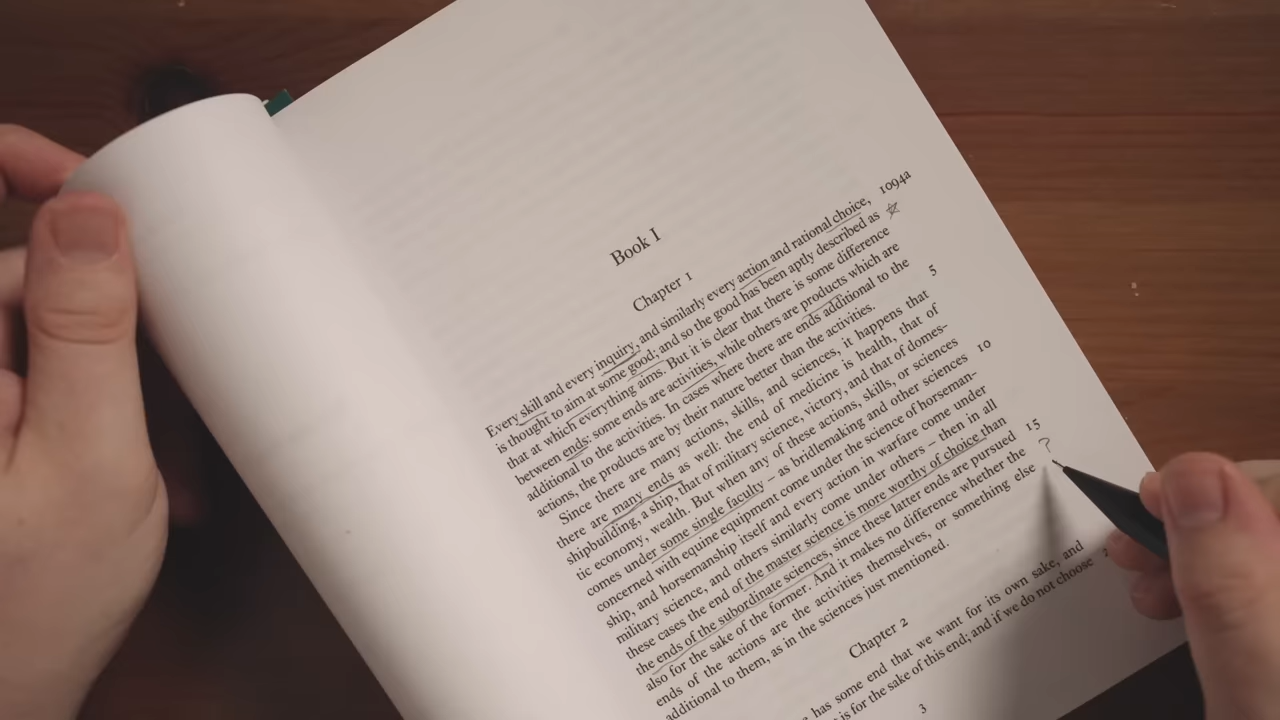 Book I
Chapter 1
Every skill and every inquiry, and similarly every action and rational choice, 1094a
is thought to aim at some good; and so the good has been aptly described as
that at which everything aims. But it is clear that there is some difference
between ends: some ends are activities, while others are products which are
additional to the activities. In cases where there are ends additional to the 5
actions, the products are by their nature better than the activities.
Since there are many actions, skills, and sciences, it happens that
there are many ends as well: the end of medicine is health, that of
shipbuilding, a ship, that of military science, victory, and that of domes-
tic economy, wealth. But when any of these actions, skills, or sciences 10
comes under some single faculty – as bridlemaking and other sciences
concerned with equine equipment come under the science of horseman-
ship, and horsemanship itself and every action in warfare come under
military science, and others similarly come under others – then in all
these cases the end of the master science is more worthy of choice than 15
the ends of the subordinate sciences, since these latter ends are pursued ?
also for the sake of the former. And it makes no difference whether the
ends of the actions are the activities themselves, or something else
additional to them, as in the sciences just mentioned.
Chapter 2
has some end that we want for its own sake, and
is for the sake of this end; and if we do not choose
3